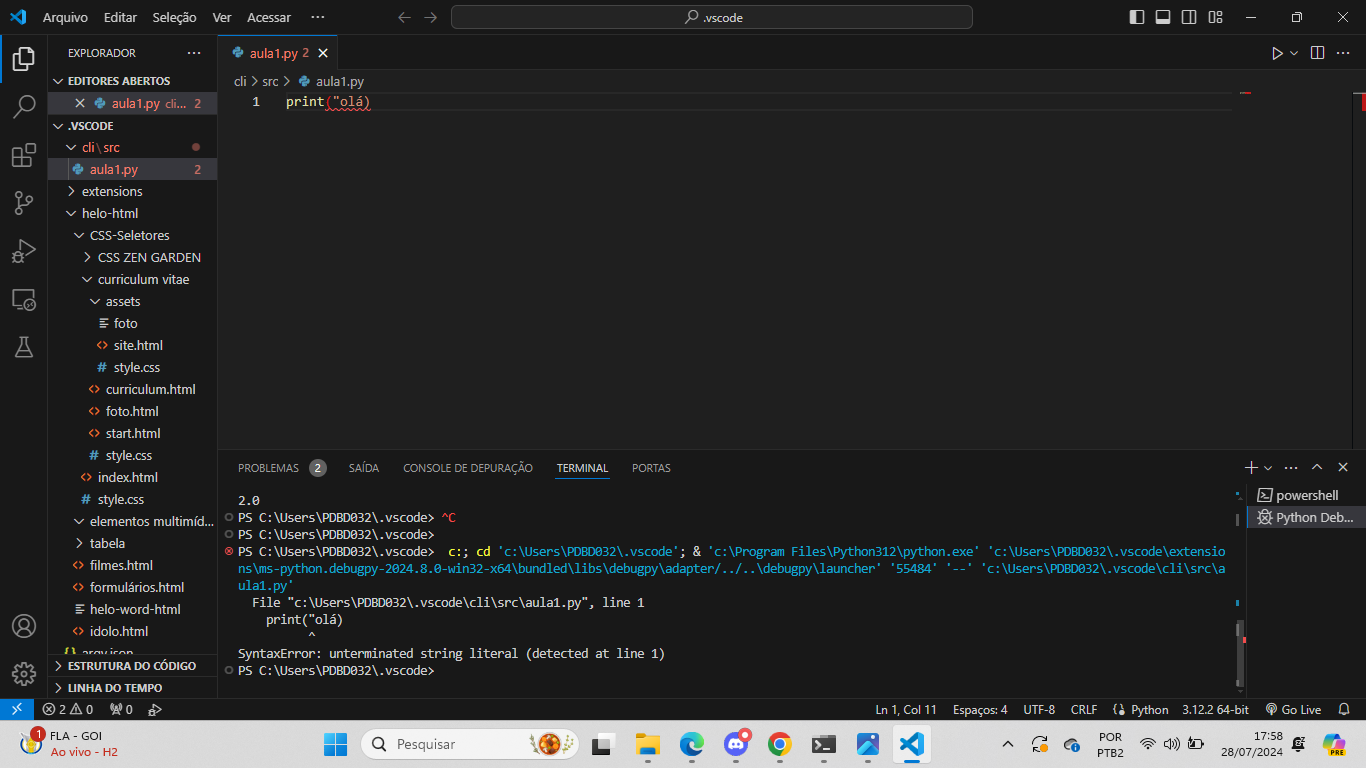 Arquivo Editar Seleção Ver Acessar ···
.vscode
EXPLORADOR ···
EDITORES ABERTOS
aula1.py cli... 2
.VSCODE
cli\src
aula1.py 2
extensions
helo-html
CSS-Seletores
CSS ZEN GARDEN
curriculum vitae
assets
foto
site.html
style.css
curriculum.html
foto.html
start.html
style.css
index.html
style.css
elementos multimíd...
tabela
filmes.html
formulários.html
helo-word-html
idolo.html
argv.json
ESTRUTURA DO CÓDIGO
LINHA DO TEMPO
aula1.py 2
cli > src > aula1.py
1 print("olá)
PROBLEMAS 2 SAÍDA CONSOLE DE DEPURAÇÃO TERMINAL PORTAS
2.0
PS C:\Users\PDBD032\.vscode> ^C
PS C:\Users\PDBD032\.vscode>
PS C:\Users\PDBD032\.vscode>  c:; cd 'c:\Users\PDBD032\.vscode'; & 'c:\Program Files\Python312\python.exe' 'c:\Users\PDBD032\.vscode\extensio
ns\ms-python.debugpy-2024.8.0-win32-x64\bundled\libs\debugpy\adapter/../..\debugpy\launcher' '55484' '--' 'c:\Users\PDBD032\.vscode\cli\src\a
ula1.py'
File "c:\Users\PDBD032\.vscode\cli\src\aula1.py", line 1
print("olá)
^
SyntaxError: unterminated string literal (detected at line 1)
PS C:\Users\PDBD032\.vscode>
powershell
Python Deb...
2 0 0
Ln 1, Col 11 Espaços: 4 UTF-8 CRLF Python 3.12.2 64-bit Go Live
1
FLA - GOI
Ao vivo - H2
Pesquisar
POR
PTB2
17:58
28/07/2024
PRE